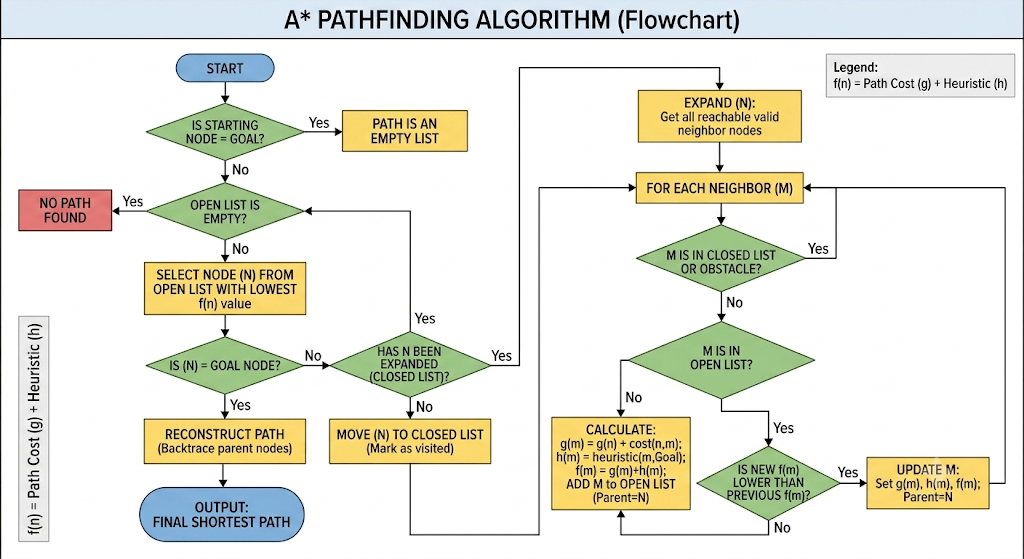 A* PATHFINDING ALGORITHM (Flowchart)
START
IS STARTING
NODE = GOAL?
Yes
PATH IS AN
EMPTY LIST
No
OPEN LIST IS
EMPTY?
Yes
NO PATH
FOUND
No
SELECT NODE (N) FROM
OPEN LIST WITH LOWEST
f(n) value
IS (N) = GOAL NODE?
No
Yes
RECONSTRUCT PATH
(Backtrace parent nodes)
OUTPUT:
FINAL SHORTEST PATH
HAS N BEEN
EXPANDED
(CLOSED LIST)?
Yes
Yes
No
MOVE (N) TO CLOSED LIST
(Mark as visited)
EXPAND (N):
Get all reachable valid
neighbor nodes
FOR EACH NEIGHBOR (M)
M IS IN CLOSED LIST
OR OBSTACLE?
Yes
No
M IS IN
OPEN LIST?
No
CALCULATE:
g(m) = g(n) + cost(n,m);
h(m) = heuristic(m,Goal);
f(m) = g(m)+h(m);
ADD M to OPEN LIST
(Parent=N)
Yes
IS NEW f(m)
LOWER THAN
PREVIOUS f(m)?
Yes
No
UPDATE M:
Set g(m), h(m), f(m);
Parent=N
Legend:
f(n) = Path Cost (g) + Heuristic (h)
f(n) = Path Cost (g) + Heuristic (h)